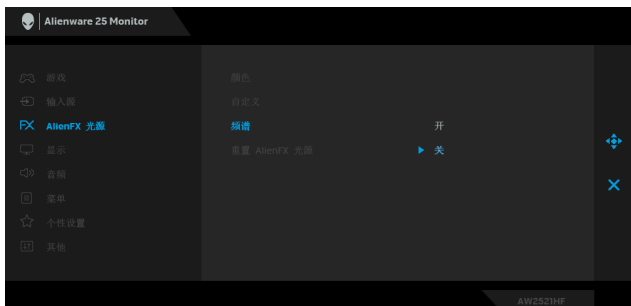 Alienware 25 Monitor
游戏
输入源
FX AlienFX 光源
显示
音频
菜单
个性设置
其他
颜色
自定义
频谱 开
重置 AlienFX 光源 关
AW2521HF